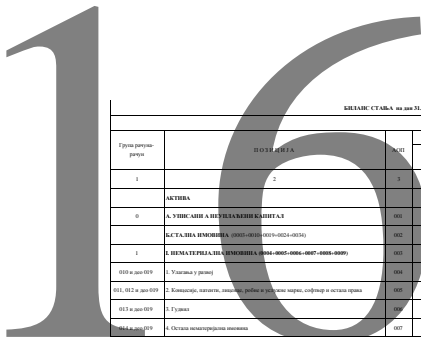 16
БИЛАНС СТАЊА на дан 31.
Група рачуна-
рачун
ПОЗИЦИЈА
АОП
1 2 3
АКТИВА
0 А. УПИСАНИ А НЕУПЛАЋЕНИ КАПИТАЛ 001
Б.СТАЛНА ИМОВИНА (0003+0010+0019+0024+0034) 002
1 I. НЕМАТЕРИЈАЛНА ИМОВИНА (0004+0005+0006+0007+0008+0009) 003
010 и део 019 1. Улагања у развој 004
011, 012 и део 019 2. Концесије, патенти, лиценце, робне и услужне марке, софтвер и остала права 005
013 и део 019 3. Гудвил 006
014 и део 019 4. Остала нематеријална имовина 007